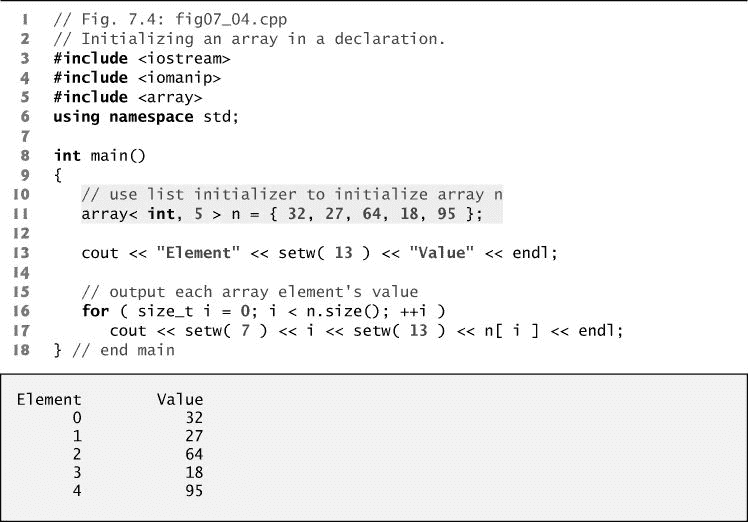 1 // Fig. 7.4: fig07_04.cpp
2 // Initializing an array in a declaration.
3 #include <iostream>
4 #include <iomanip>
5 #include <array>
6 using namespace std;
7
8 int main()
9 {
10 // use list initializer to initialize array n
11 array< int, 5 > n = { 32, 27, 64, 18, 95 };
12
13 cout << "Element" << setw( 13 ) << "Value" << endl;
14
15 // output each array element's value
16 for ( size_t i = 0; i < n.size(); ++i )
17 cout << setw( 7 ) << i << setw( 13 ) << n[ i ] << endl;
18 } // end main
Element Value
0 32
1 27
2 64
3 18
4 95